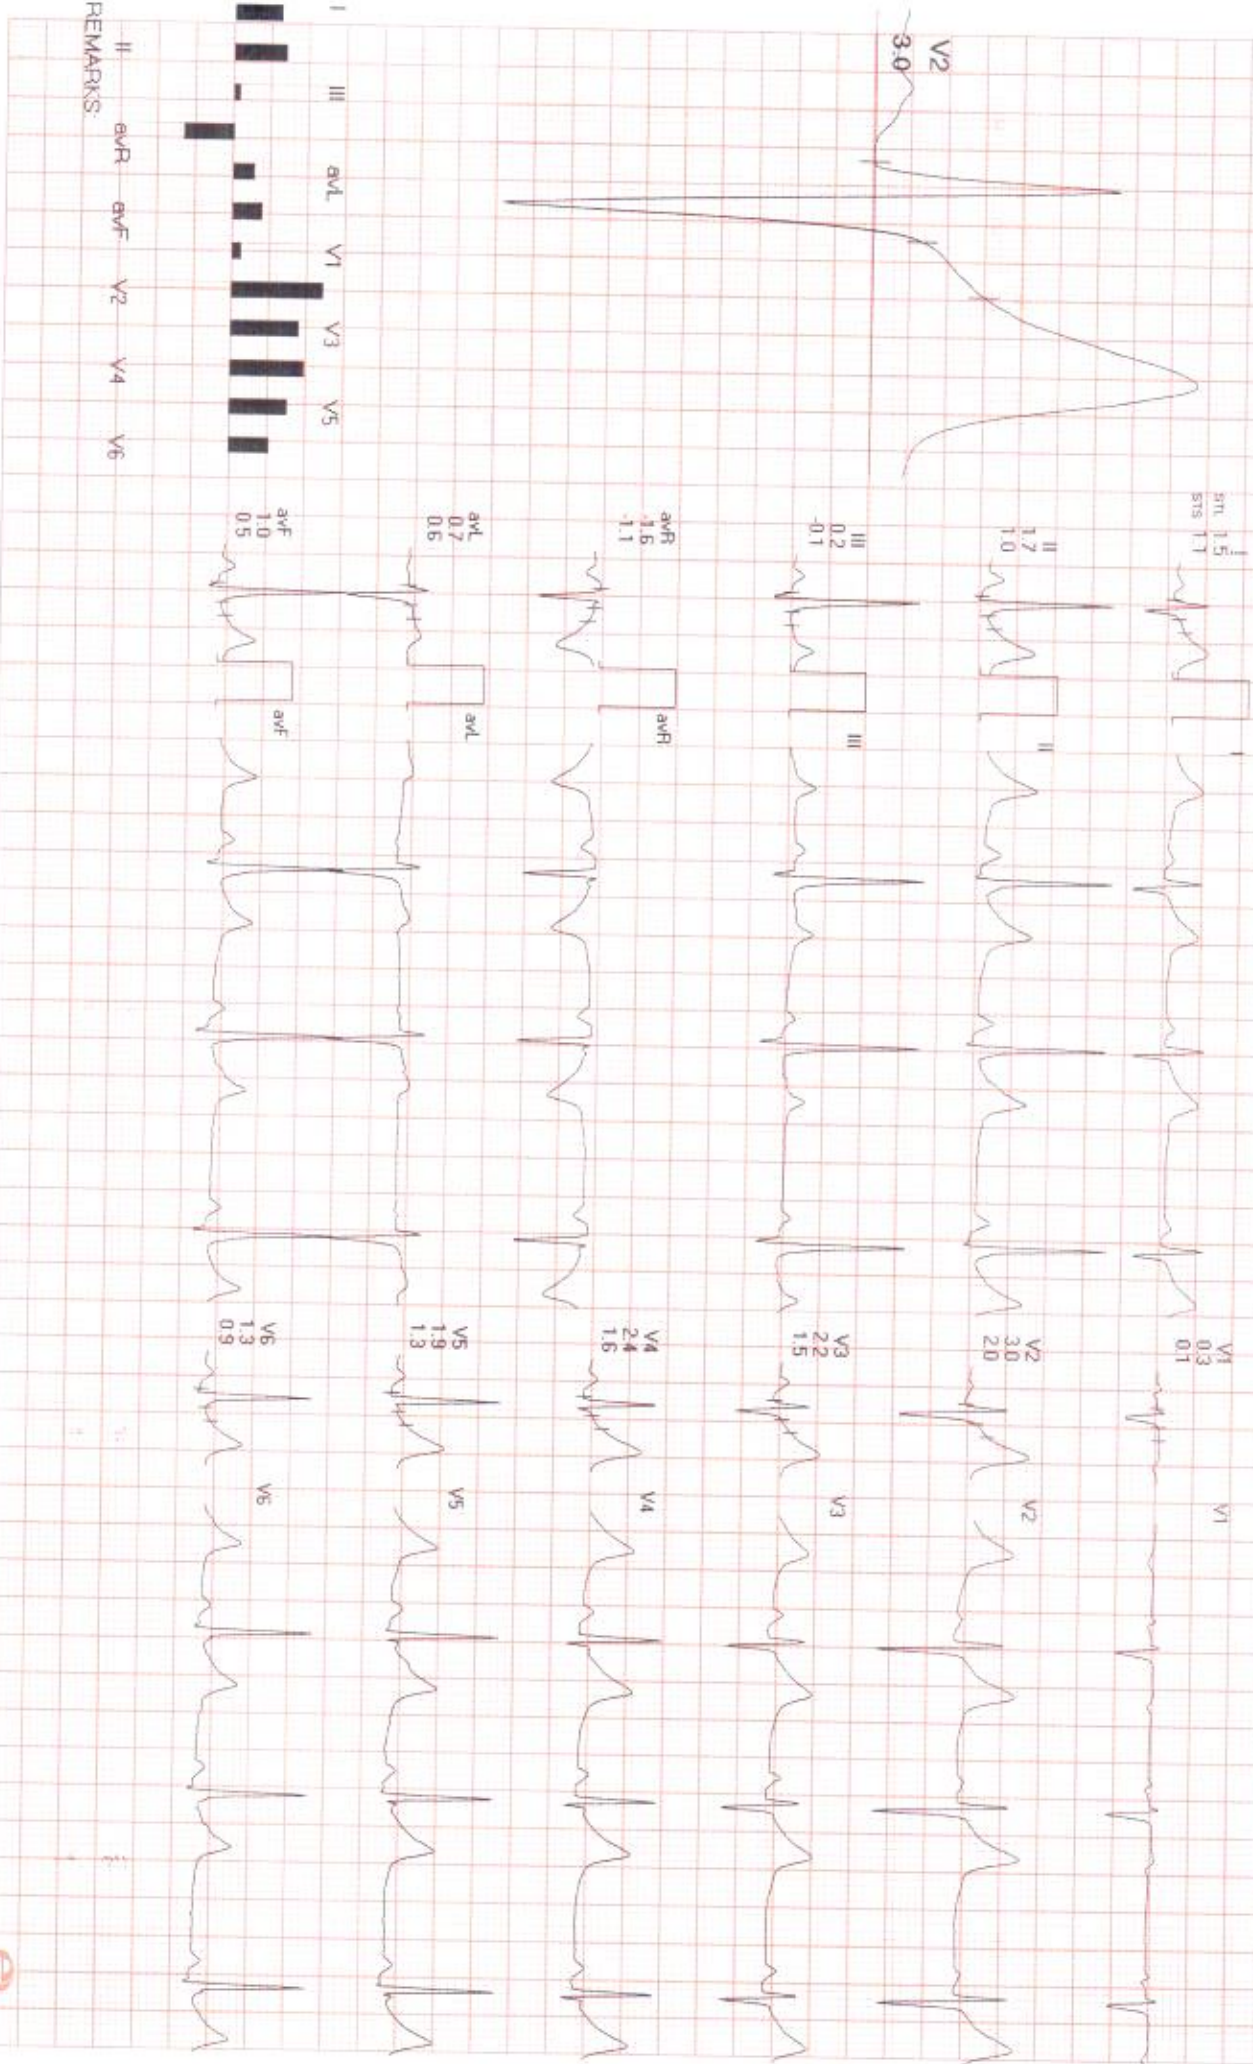 V2
3.0
I
III
avL
V1
V3
V5
II
avR
avF
V2
V4
V6
REMARKS:
I
STL 1.5
STS 1.1
I
II
1.7
1.0
II
III
0.2
-0.1
III
avR
-1.6
-1.1
avR
avL
0.7
0.6
avL
avF
1.0
0.5
avF
V1
0.3
0.1
V1
V2
3.0
2.0
V2
V3
2.2
1.5
V3
V4
2.4
1.6
V4
V5
1.9
1.3
V5
V6
1.3
0.9
V6